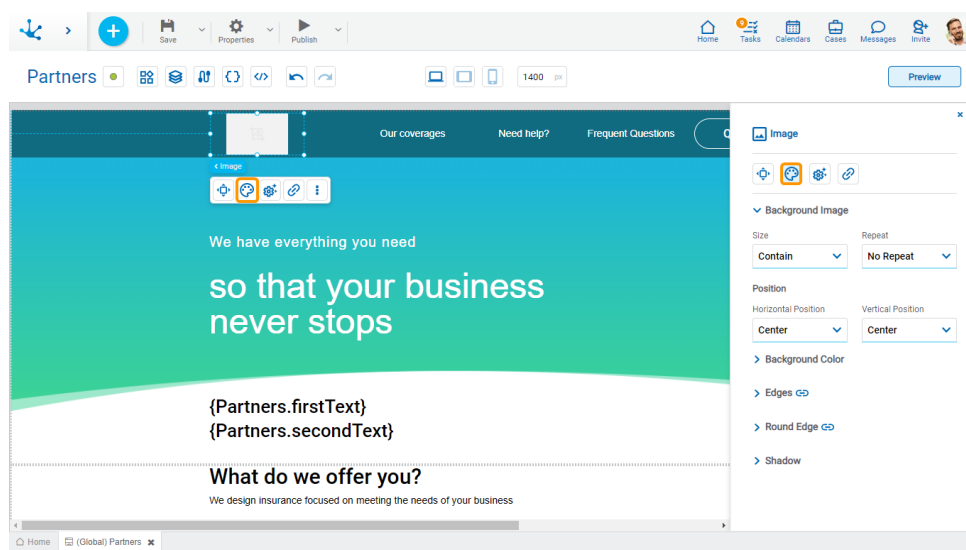 Save
Properties
Publish
Home
9
Tasks
Calendars
Cases
Messages
Invite
Partners
1400 px
Preview
Our coverages
Need help?
Frequent Questions
Image
Image
Background Image
We have everything you need
Size
Repeat
Contain
No Repeat
so that your business
never stops
Position
Horizontal Position
Vertical Position
Center
Center
Background Color
Edges
{Partners.firstText}
{Partners.secondText}
Round Edge
Shadow
What do we offer you?
We design insurance focused on meeting the needs of your business
Home
(Global) Partners